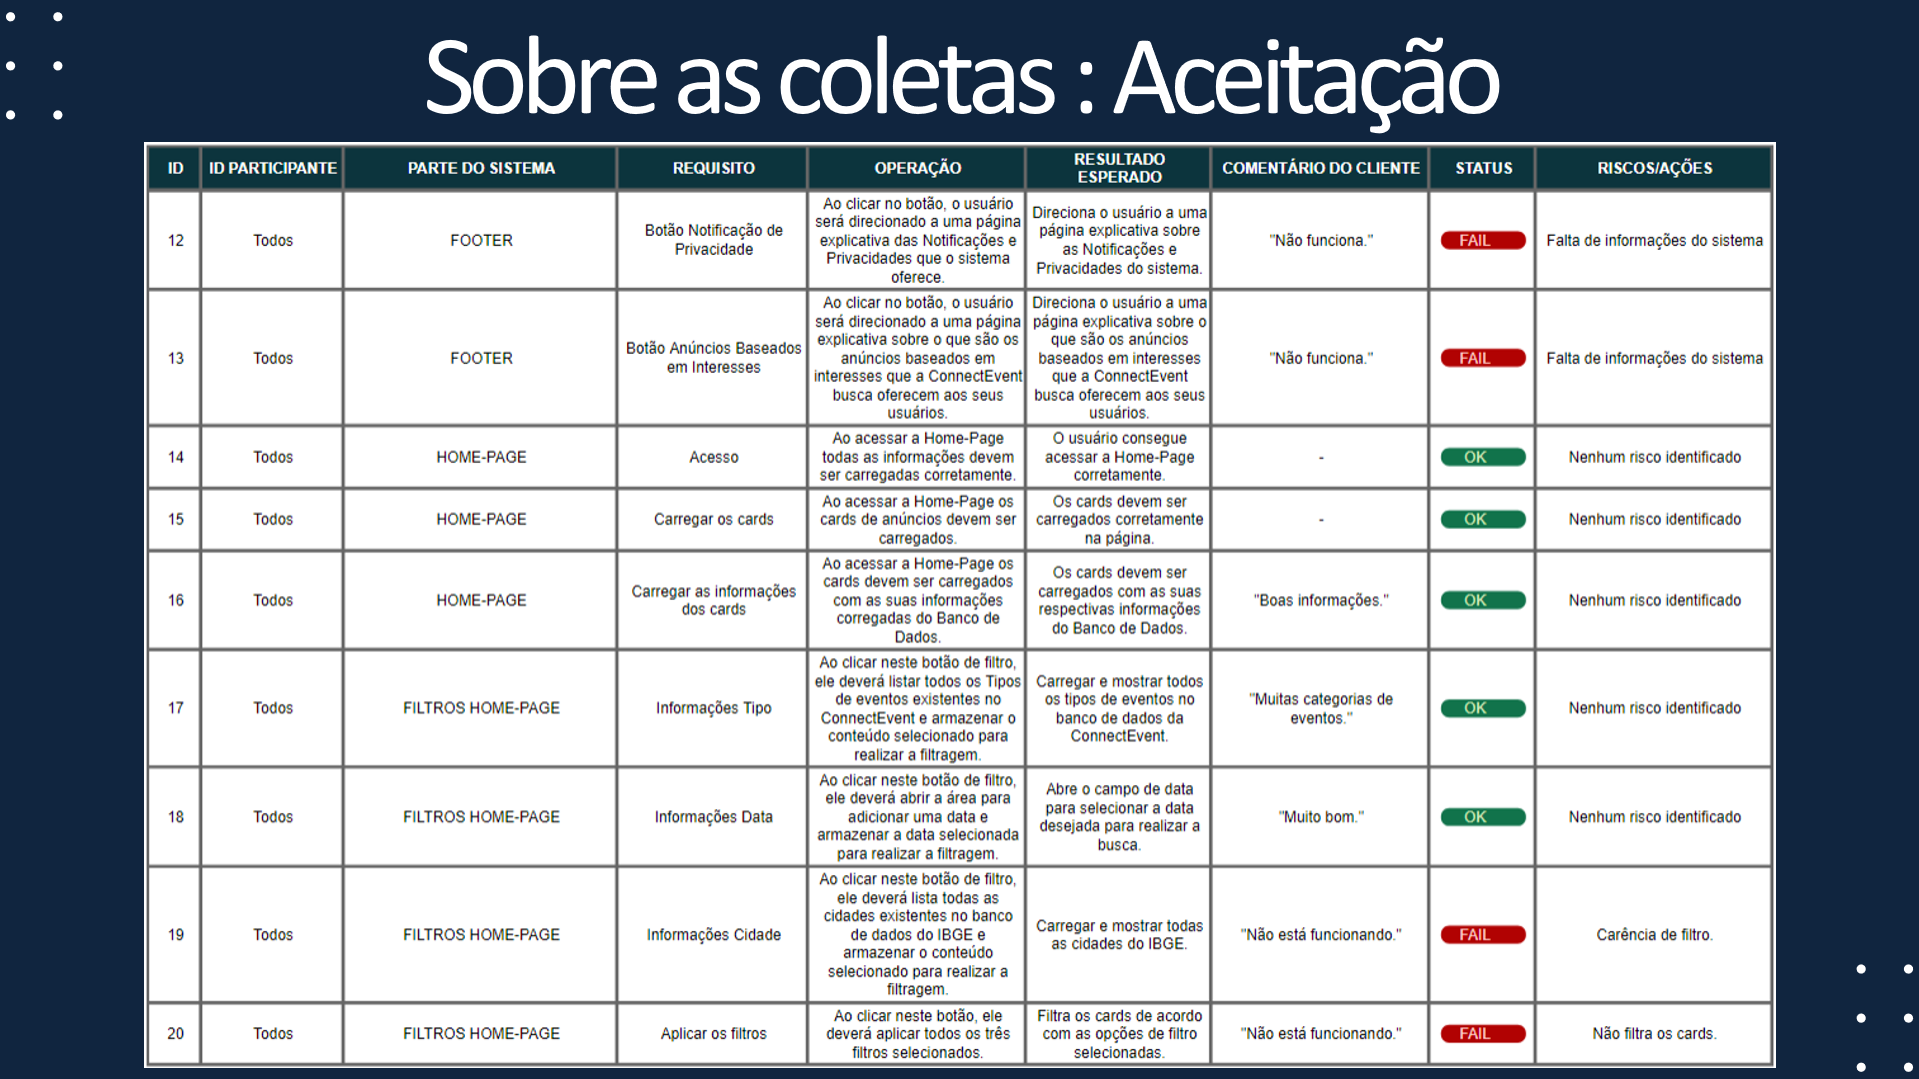 Sobre as coletas : Aceitação
ID
ID PARTICIPANTE
PARTE DO SISTEMA
REQUISITO
OPERAÇÃO
RESULTADO
ESPERADO
COMENTÁRIO DO CLIENTE
STATUS
RISCOS/AÇÕES
12
Todos
FOOTER
Botão Notificação de
Privacidade
Ao clicar no botão, o usuário
será direcionado a uma página
explicativa das Notificações e
Privacidades que o sistema
oferece.
Direciona o usuário a uma
página explicativa sobre
as Notificações e
Privacidades do sistema.
"Não funciona."
FAIL
Falta de informações do sistema
13
Todos
FOOTER
Botão Anúncios Baseados
em Interesses
Ao clicar no botão, o usuário
será direcionado a uma página
explicativa sobre o que são os
anúncios baseados em
interesses que a ConnectEvent
busca oferecem aos seus
usuários.
Direciona o usuário a uma
página explicativa sobre o
que são os anúncios
baseados em interesses
que a ConnectEvent
busca oferecem aos seus
usuários.
"Não funciona."
FAIL
Falta de informações do sistema
14
Todos
HOME-PAGE
Acesso
Ao acessar a Home-Page
todas as informações devem
ser carregadas corretamente.
O usuário consegue
acessar a Home-Page
corretamente.
-
OK
Nenhum risco identificado
15
Todos
HOME-PAGE
Carregar os cards
Ao acessar a Home-Page os
cards de anúncios devem ser
carregados.
Os cards devem ser
carregados corretamente
na página.
-
OK
Nenhum risco identificado
16
Todos
HOME-PAGE
Carregar as informações
dos cards
Ao acessar a Home-Page os
cards devem ser carregados
com as suas informações
corregadas do Banco de
Dados.
Os cards devem ser
carregados com as suas
respectivas informações
do Banco de Dados.
"Boas informações."
OK
Nenhum risco identificado
17
Todos
FILTROS HOME-PAGE
Informações Tipo
Ao clicar neste botão de filtro,
ele deverá listar todos os Tipos
de eventos existentes no
ConnectEvent e armazenar o
conteúdo selecionado para
realizar a filtragem.
Carregar e mostrar todos
os tipos de eventos no
banco de dados da
ConnectEvent.
"Muitas categorias de
eventos."
OK
Nenhum risco identificado
18
Todos
FILTROS HOME-PAGE
Informações Data
Ao clicar neste botão de filtro,
ele deverá abrir a área para
adicionar uma data e
armazenar a data selecionada
para realizar a filtragem.
Abre o campo de data
para selecionar a data
desejada para realizar a
busca.
"Muito bom."
OK
Nenhum risco identificado
19
Todos
FILTROS HOME-PAGE
Informações Cidade
Ao clicar neste botão de filtro,
ele deverá lista todas as
cidades existentes no banco
de dados do IBGE e
armazenar o conteúdo
selecionado para realizar a
filtragem.
Carregar e mostrar todas
as cidades do IBGE.
"Não está funcionando."
FAIL
Carência de filtro.
20
Todos
FILTROS HOME-PAGE
Aplicar os filtros
Ao clicar neste botão, ele
deverá aplicar todos os três
filtros selecionados.
Filtra os cards de acordo
com as opções de filtro
selecionadas.
"Não está funcionando."
FAIL
Não filtra os cards.